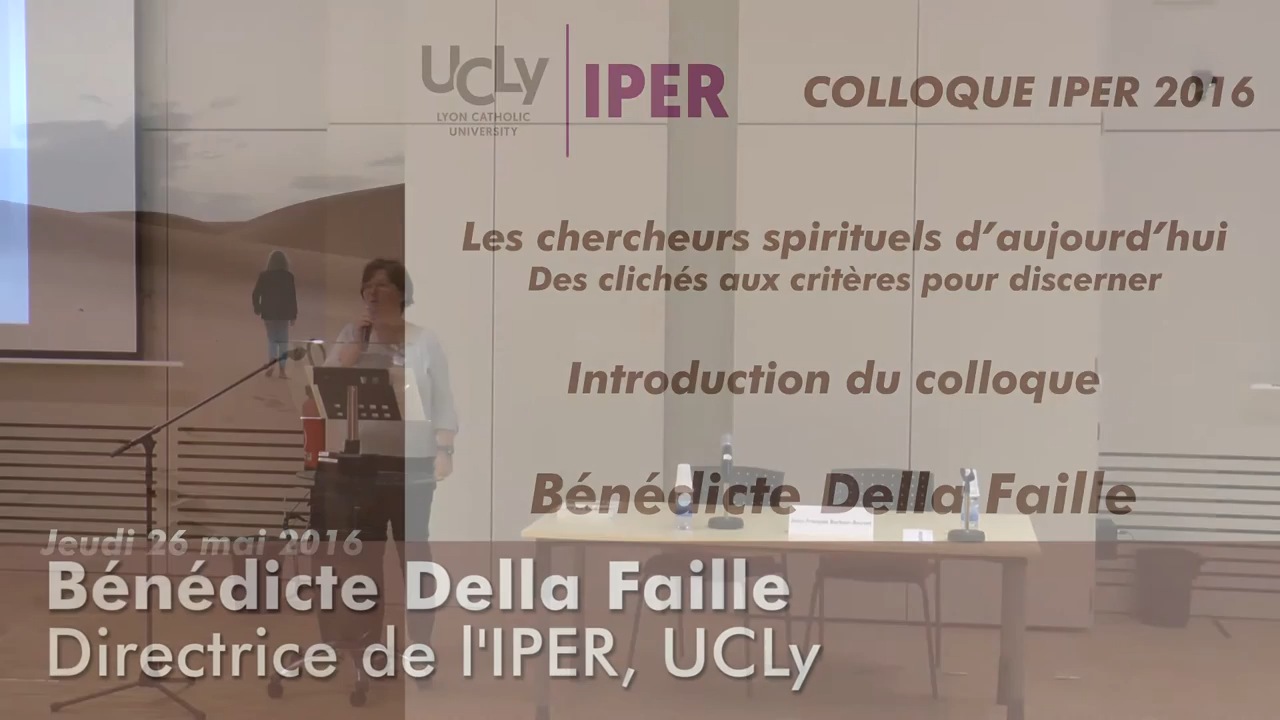 UCLy
LYON CATHOLIC
UNIVERSITY
IPER
COLLOQUE IPER 2016
Les chercheurs spirituels d’aujourd’hui
Des clichés aux critères pour discerner
Introduction du colloque
Bénédicte Della Faille
Jeudi 26 mai 2016
Bénédicte Della Faille
Directrice de l'IPER, UCLy